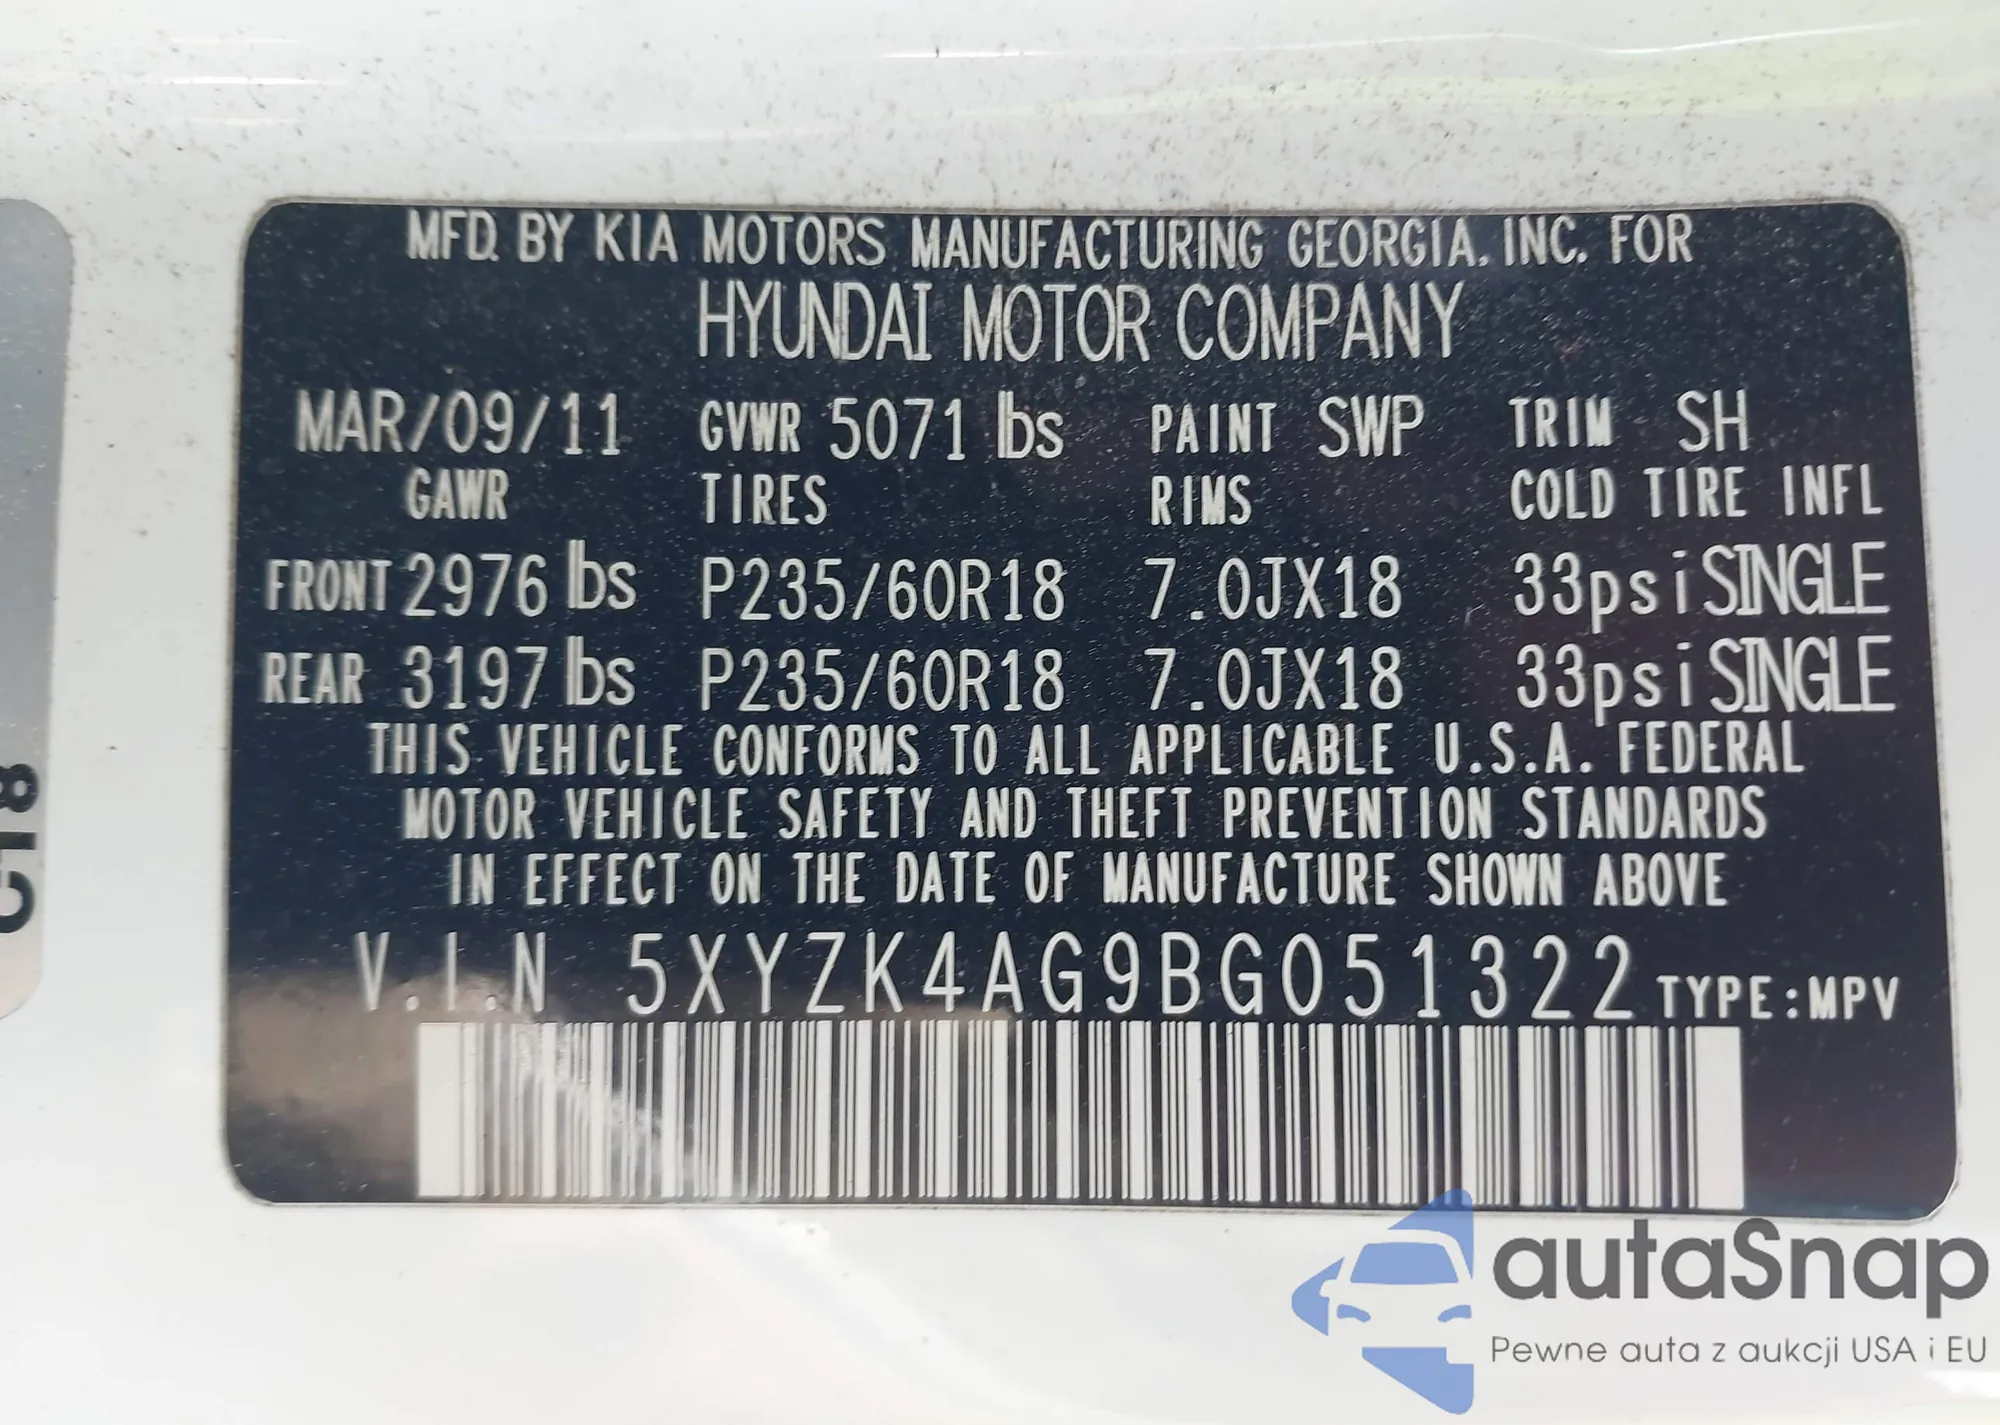 MFD. BY KIA MOTORS MANUFACTURING GEORGIA, INC. FOR
HYUNDAI MOTOR COMPANY
MAR/09/11 GVWR 5071 lbs PAINT SWP TRIM SH
GAWR TIRES RIMS COLD TIRE INFL
FRONT 2976 lbs P235/60R18 7.0JX18 33psi SINGLE
REAR 3197 lbs P235/60R18 7.0JX18 33psi SINGLE
THIS VEHICLE CONFORMS TO ALL APPLICABLE U.S.A. FEDERAL
MOTOR VEHICLE SAFETY AND THEFT PREVENTION STANDARDS
IN EFFECT ON THE DATE OF MANUFACTURE SHOWN ABOVE
V.I.N 5XYZK4AG9BG051322 TYPE:MPV
C18
autaSnap
Pewne auta z aukcji USA i EU